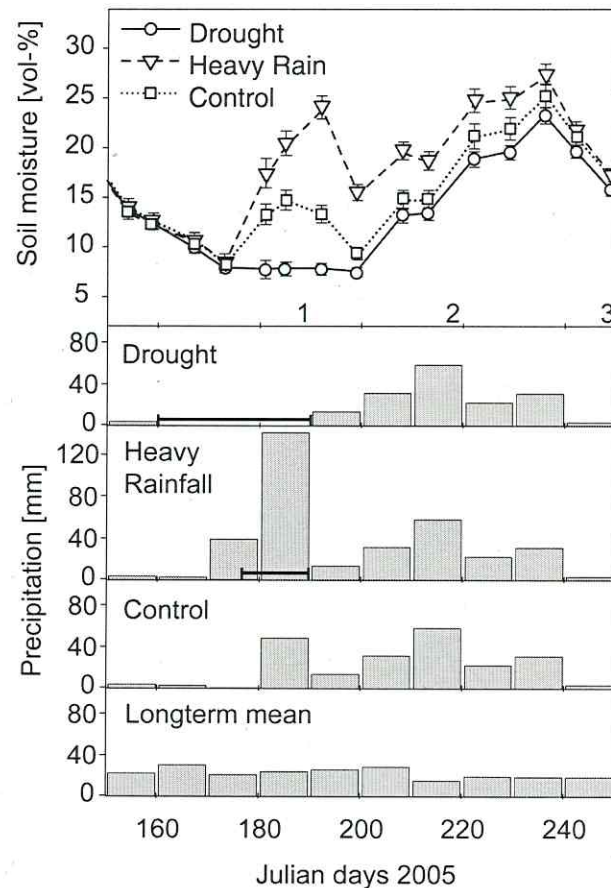 Soil moisture [vol-%]
35
30
25
20
15
10
5
Drought
Heavy Rain
Control
1
2
3
Precipitation [mm]
Drought
80
40
0
Heavy
Rainfall
120
80
40
0
Control
80
40
0
Longterm mean
80
40
0
160
180
200
220
240
Julian days 2005